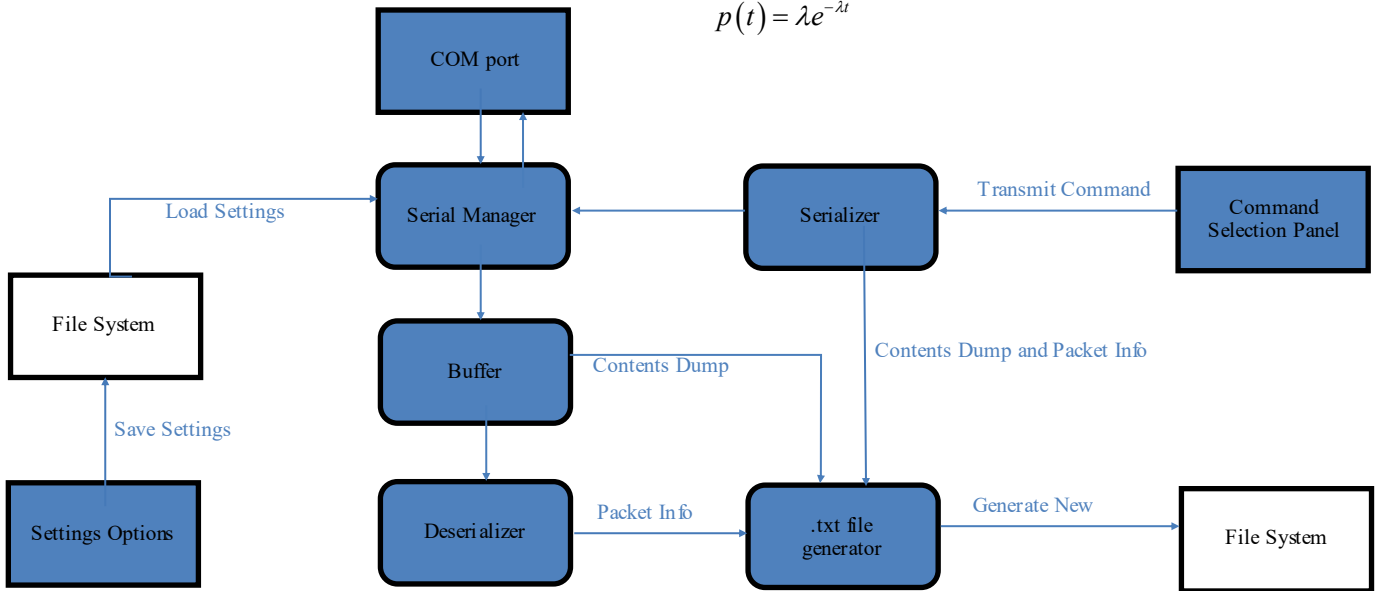 p(t) = λe^{-λt}
COM port
Serial Manager
Serializer
Transmit Command
Command
Selection Panel
Load Settings
File System
Buffer
Contents Dump
Contents Dump and Packet Info
Save Settings
Settings Options
Deserializer
Packet Info
.txt file
generator
Generate New
File System